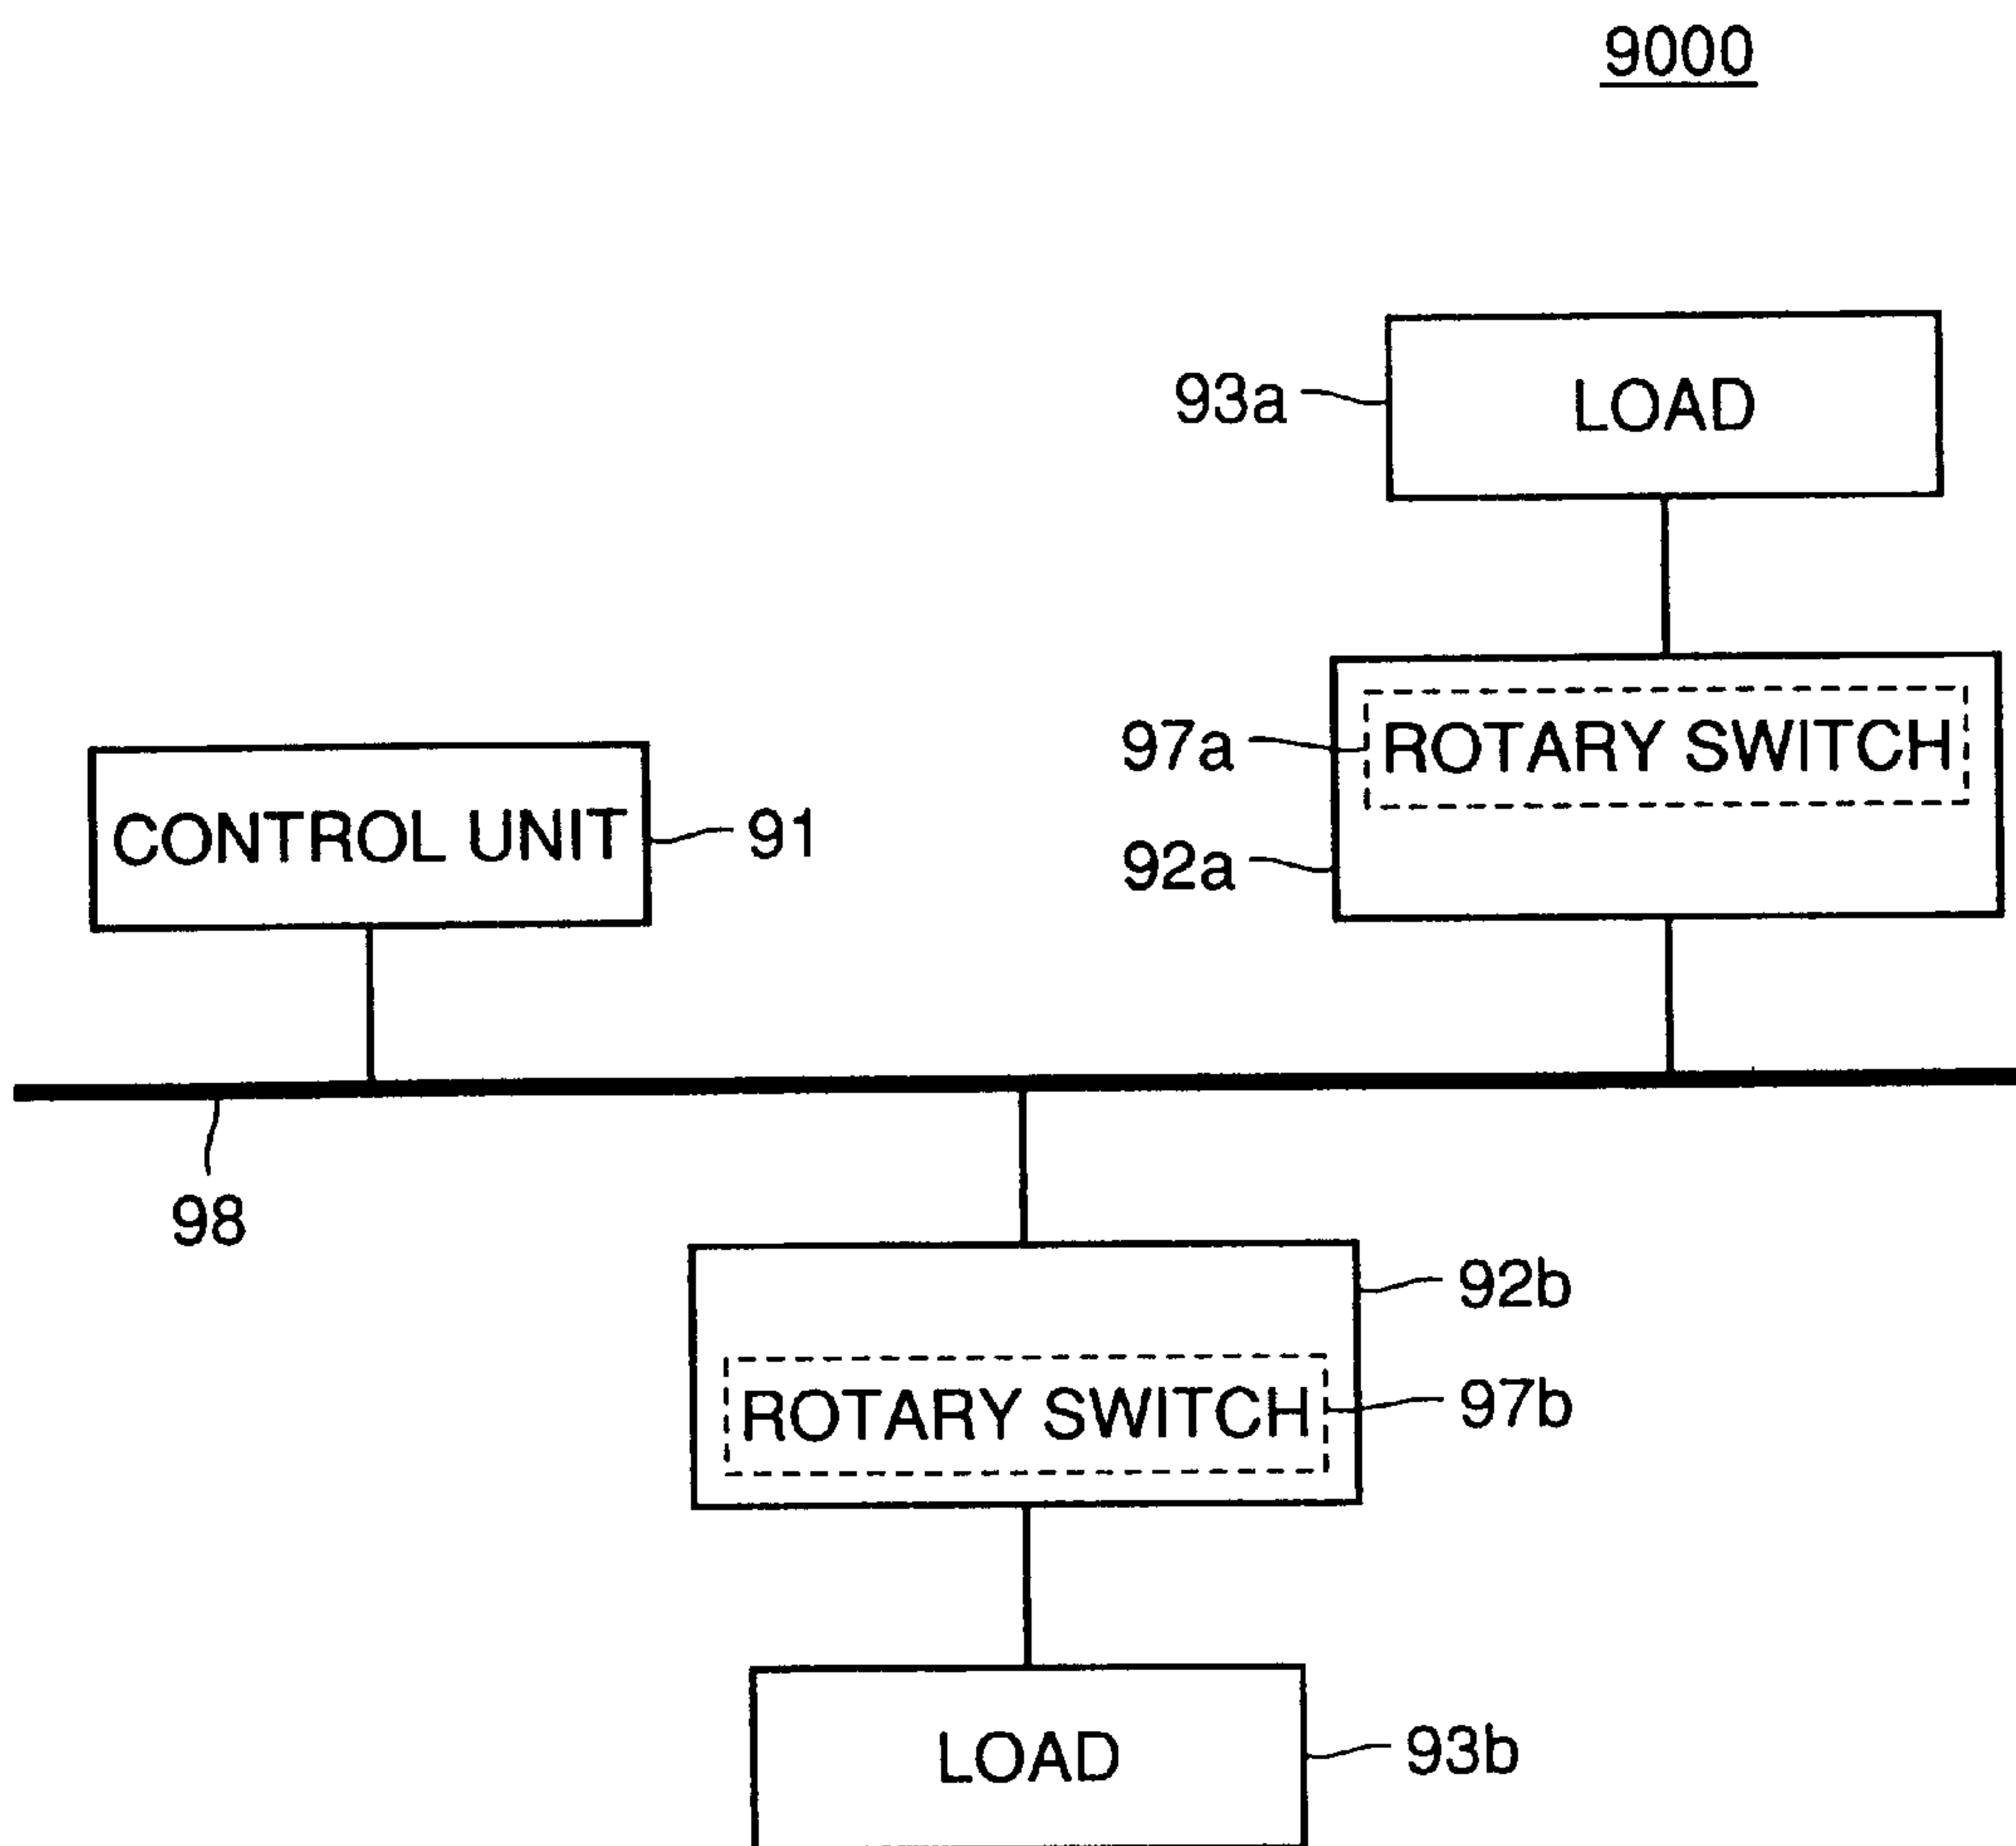 9000
93a
LOAD
97a
ROTARY SWITCH
CONTROL UNIT
91
92a
98
92b
ROTARY SWITCH
97b
LOAD
93b